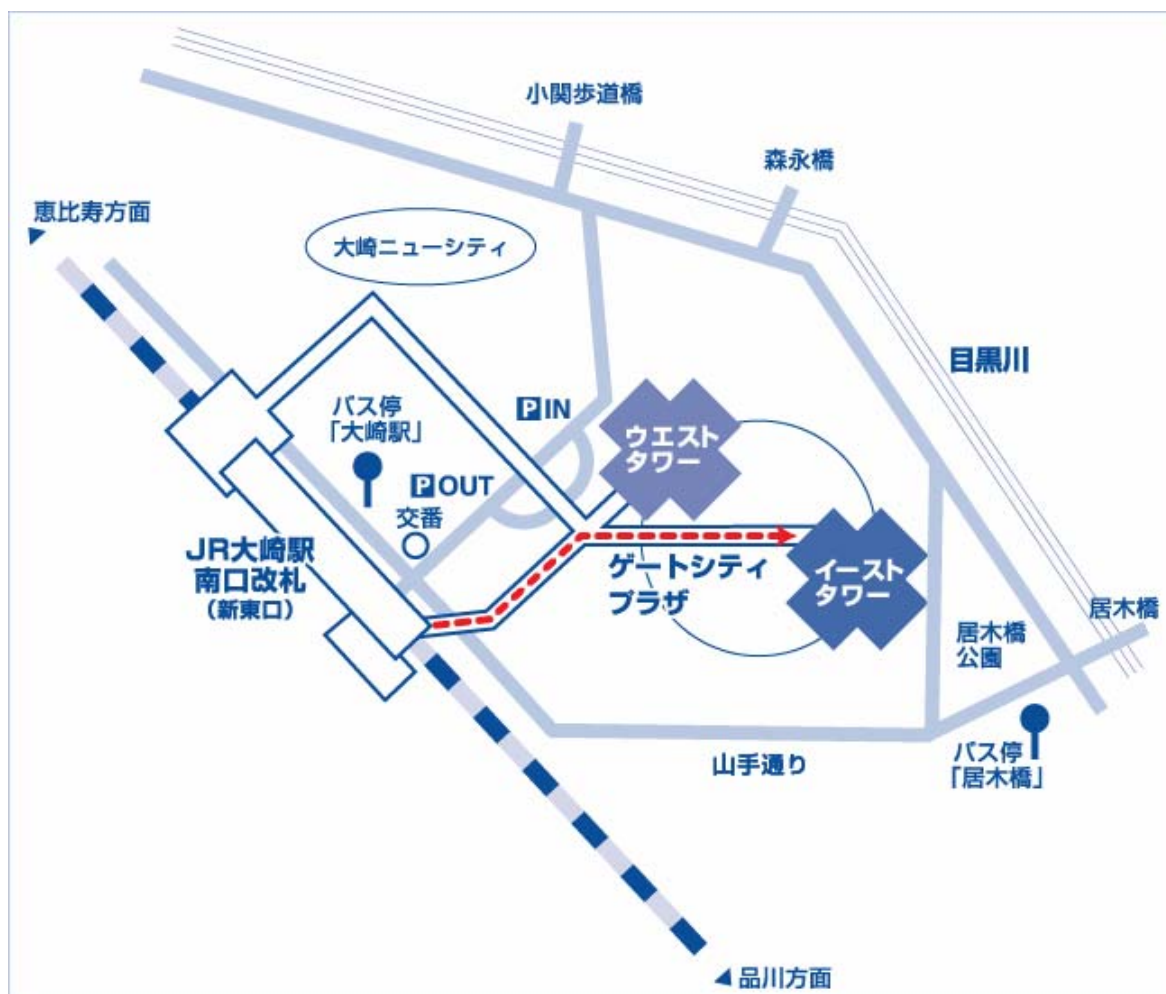 小関歩道橋
森永橋
恵比寿方面
大崎ニューシティ
目黒川
バス停
「大崎駅」
P IN
ウエスト
タワー
P OUT
交番
JR大崎駅
南口改札
（新東口）
ゲートシティ
プラザ
イースト
タワー
居木橋
居木橋
公園
山手通り
バス停
「居木橋」
品川方面